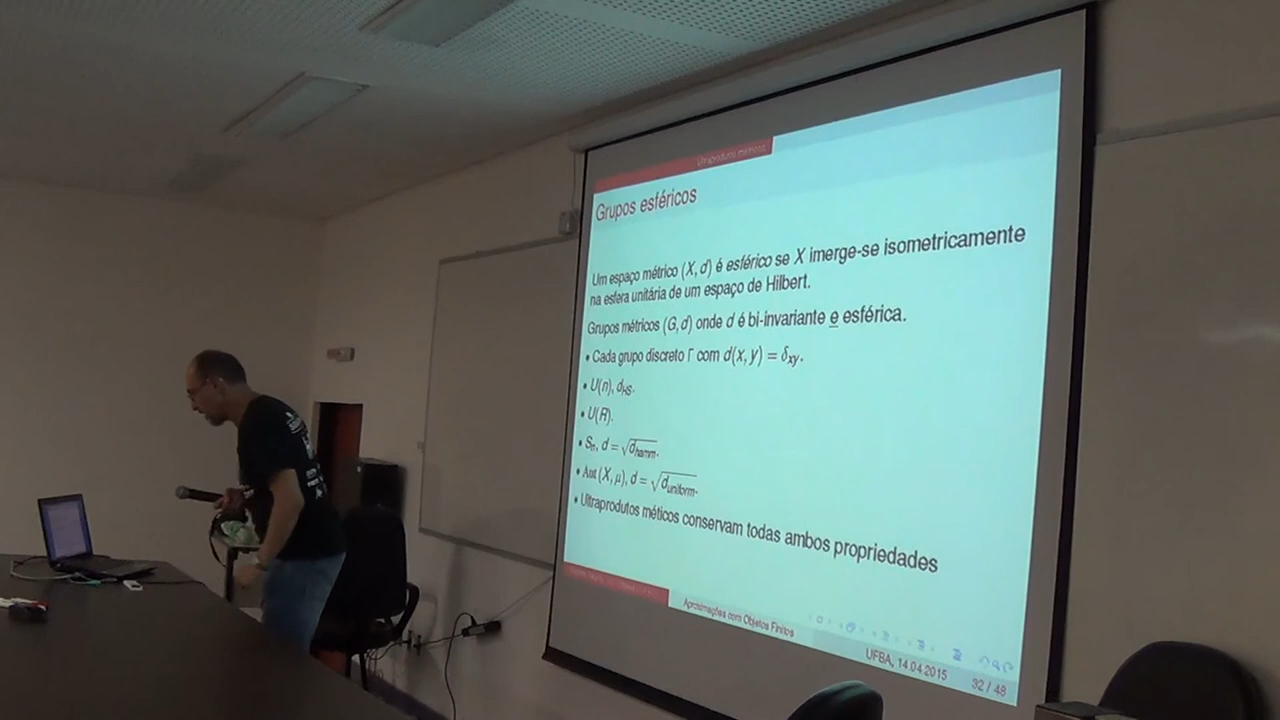 Ultraprodutos métricos
Grupos esféricos
Um espaço métrico (X, d) é esférico se X imerge-se isometricamente
na esfera unitária de um espaço de Hilbert.
Grupos métricos (G, d) onde d é bi-invariante e esférica.
• Cada grupo discreto Γ com d(x, y) = δxy.
• U(n), dHS.
• U(R).
• Sn, d = √dhamm.
• Aut (X, μ), d = √duniform.
• Ultraprodutos méticos conservam todas ambos propriedades
Aproximações com Objetos Finitos
UFBA, 14.04.2015
32 / 48